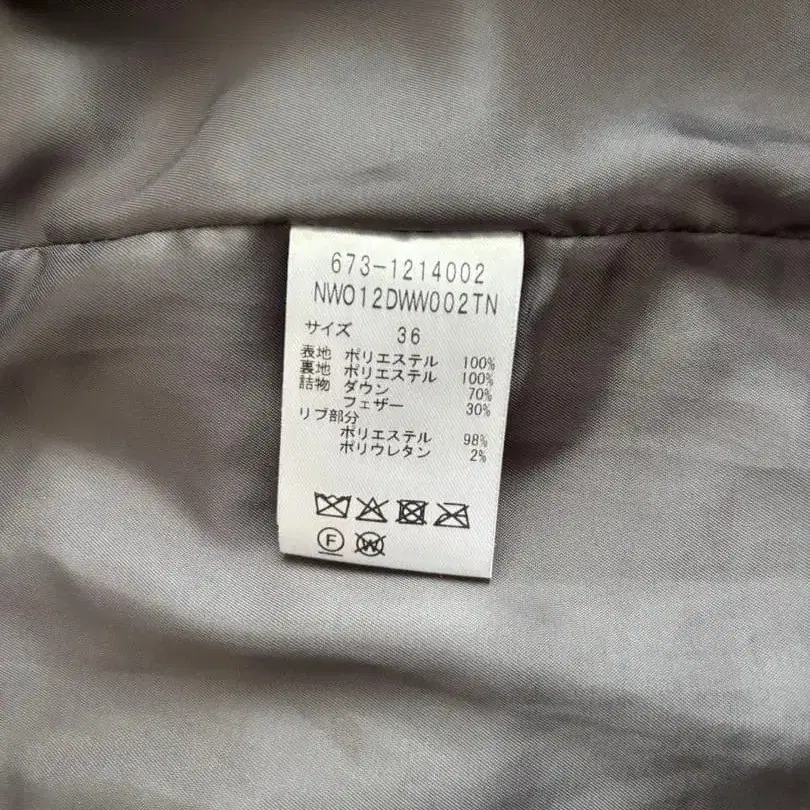 673-1214002
NWO12DWW002TN
サイズ 36
表地 ポリエステル 100%
裏地 ポリエステル 100%
詰物 ダウン 70%
フェザー 30%
リブ部分
ポリエステル 98%
ポリウレタン 2%
F W